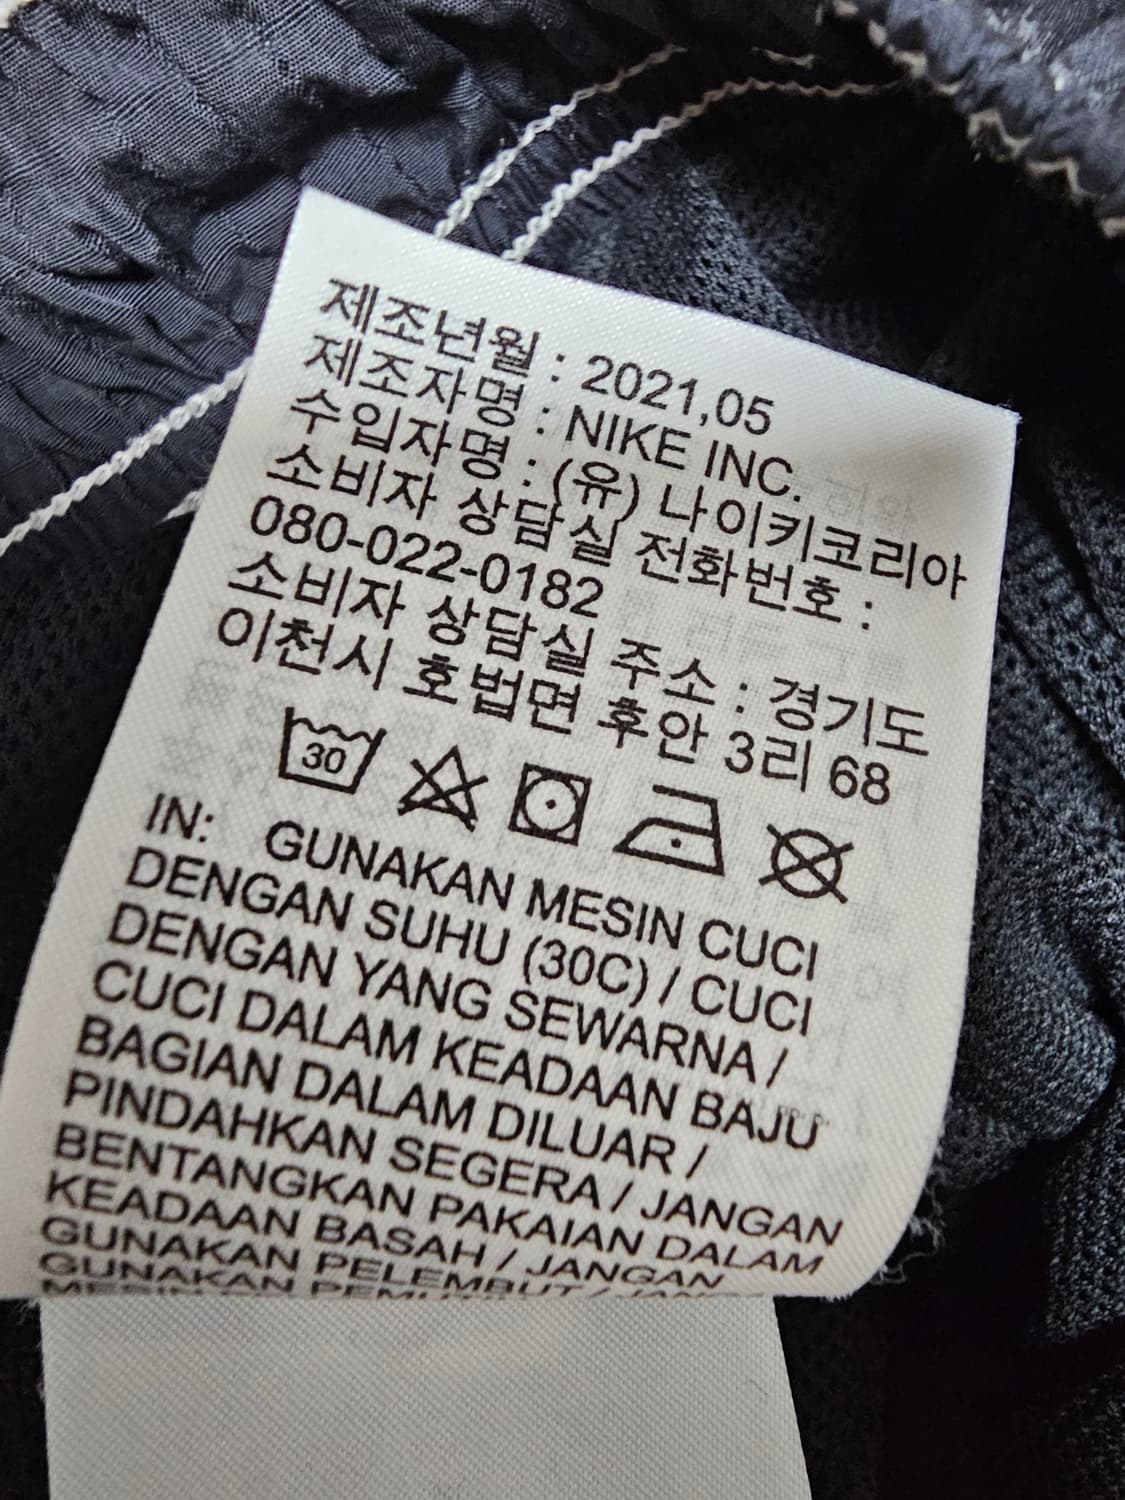 제조년월 : 2021,05
제조자명 : NIKE INC.
수입자명 : (유) 나이키코리아
소비자 상담실 전화번호 :
080-022-0182
소비자 상담실 주소 : 경기도
이천시 호법면 후안 3리 68
30
IN: GUNAKAN MESIN CUCI
DENGAN SUHU (30C) / CUCI
DENGAN YANG SEWARNA /
CUCI DALAM KEADAAN BAJU
BAGIAN DALAM DILUAR /
PINDAHKAN SEGERA / JANGAN
BENTANGKAN PAKAIAN DALAM
KEADAAN BASAH / JANGAN
GUNAKAN PELEMBUT / JANGAN
GUNAKAN